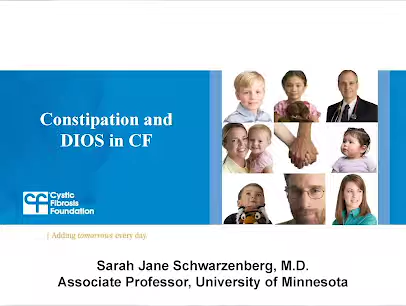 Constipation and
DIOS in CF
CF
Cystic
Fibrosis
Foundation
| Adding tomorrows every day.
Sarah Jane Schwarzenberg, M.D.
Associate Professor, University of Minnesota